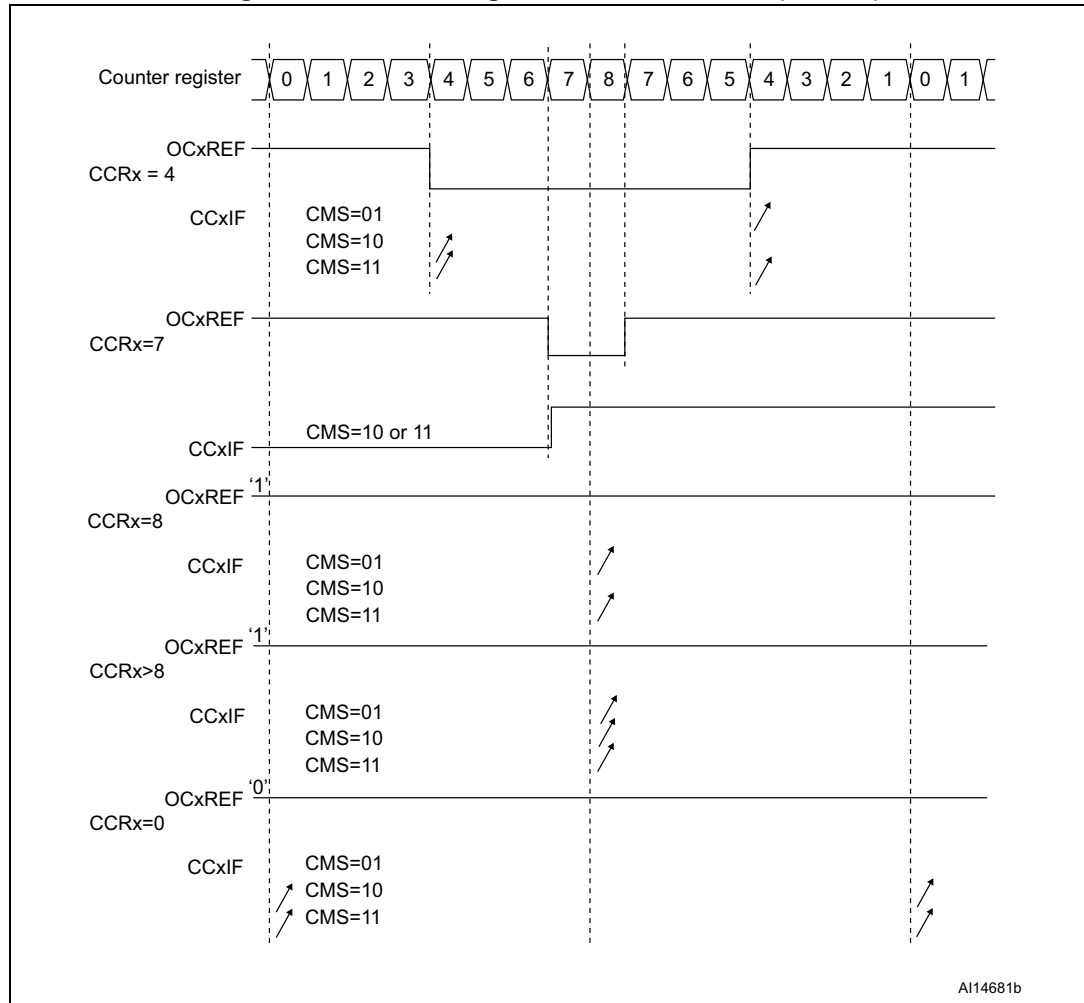 Counter register 0 1 2 3 4 5 6 7 8 7 6 5 4 3 2 1 0 1
OCxREF
CCRx = 4
CCxIF CMS=01
CMS=10
CMS=11
OCxREF
CCRx=7
CMS=10 or 11
CCxIF
OCxREF '1'
CCRx=8
CCxIF CMS=01
CMS=10
CMS=11
OCxREF '1'
CCRx>8
CCxIF CMS=01
CMS=10
CMS=11
OCxREF '0'
CCRx=0
CCxIF CMS=01
CMS=10
CMS=11
AI14681b